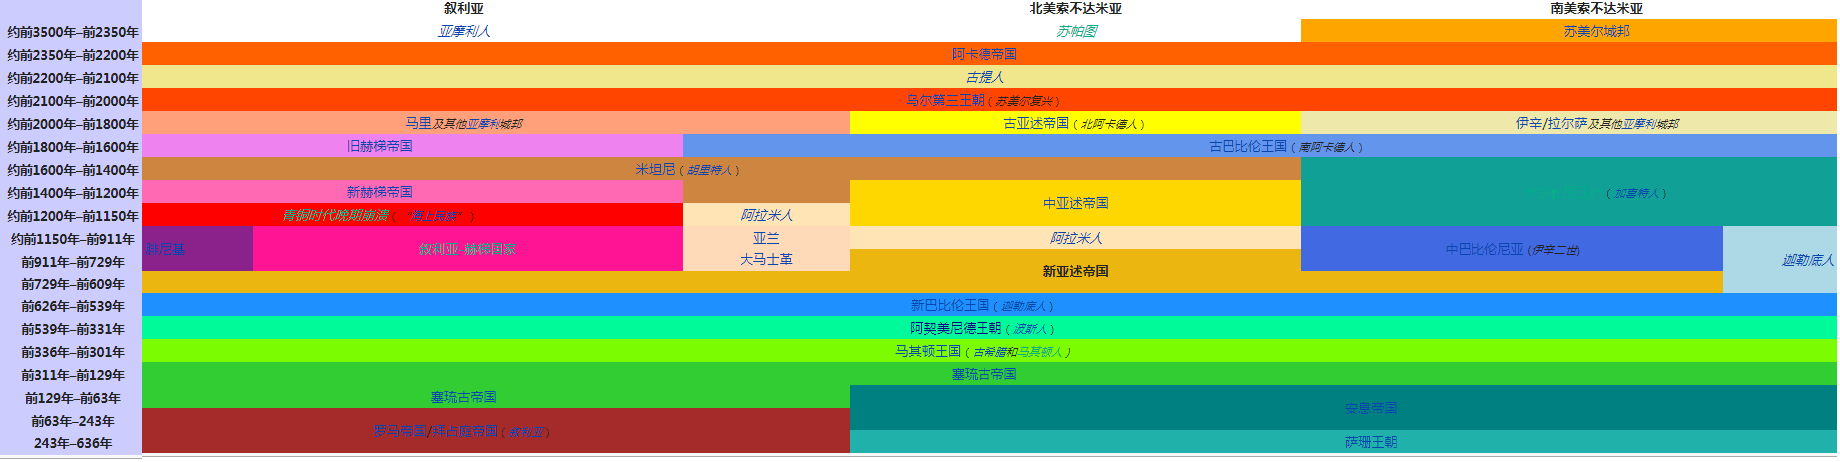 叙利亚 北美索不达米亚 南美索不达米亚
约前3500年–前2350年 亚摩利人 苏帕图 苏美尔城邦
约前2350年–前2200年 阿卡德帝国
约前2200年–前2100年 古提人
约前2100年–前2000年 乌尔第三王朝（苏美尔复兴）
约前2000年–前1800年 马里及其他亚摩利城邦 古亚述帝国（北阿卡德人） 伊辛/拉尔萨及其他亚摩利城邦
约前1800年–前1600年 旧赫梯帝国 古巴比伦王国（南阿卡德人）
约前1600年–前1400年 米坦尼（胡里特人）
约前1400年–前1200年 新赫梯帝国 （加喜特人）
中亚述帝国
约前1200年–前1150年 青铜时代晚期崩溃（“海上民族”） 阿拉米人
约前1150年–前911年 腓尼基 叙利亚-赫梯国家 亚兰 阿拉米人 中巴比伦尼亚 (伊辛二世)
前911年–前729年 大马士革 新亚述帝国 迦勒底人
前729年–前609年
前626年–前539年 新巴比伦王国（迦勒底人）
前539年–前331年 阿契美尼德王朝（波斯人）
前336年–前301年 马其顿王国（古希腊和马其顿人）
前311年–前129年 塞琉古帝国
前129年–前63年 塞琉古帝国 安息帝国
前63年–243年 罗马帝国/拜占庭帝国（叙利亚）
243年–636年 萨珊王朝